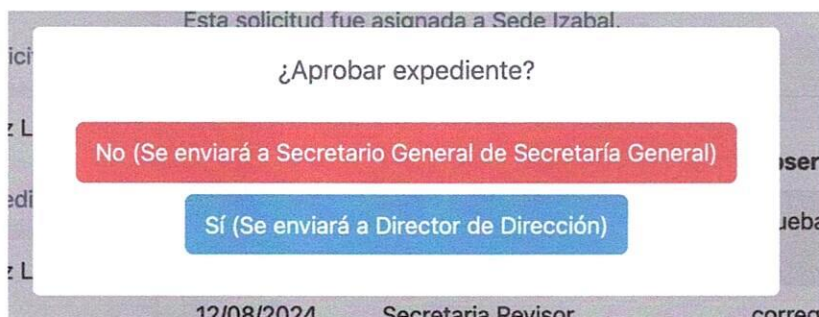 Esta solicitud fue asignada a Sede Izabal.
¿Aprobar expediente?
No (Se enviará a Secretario General de Secretaría General)
Sí (Se enviará a Director de Dirección)
12/08/2024 Secretaria Revisor